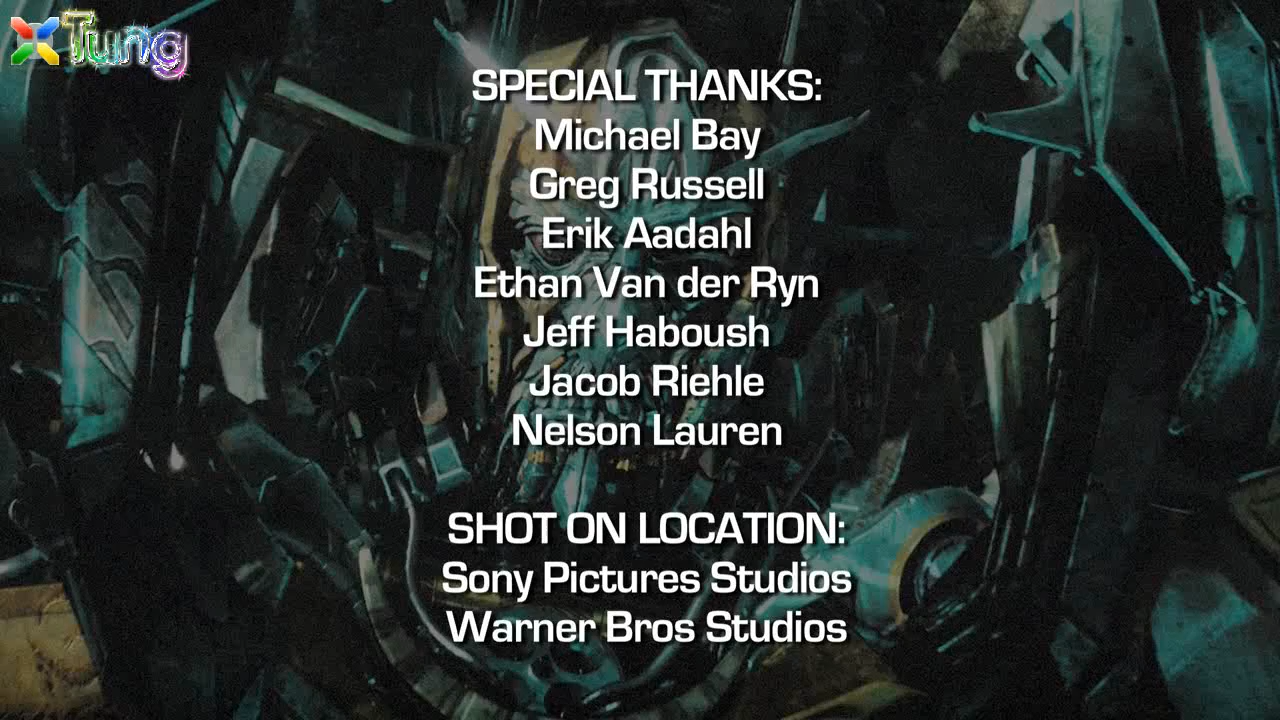 Tung
SPECIAL THANKS:
Michael Bay
Greg Russell
Erik Aadahl
Ethan Van der Ryn
Jeff Haboush
Jacob Riehle
Nelson Lauren
SHOT ON LOCATION:
Sony Pictures Studios
Warner Bros Studios